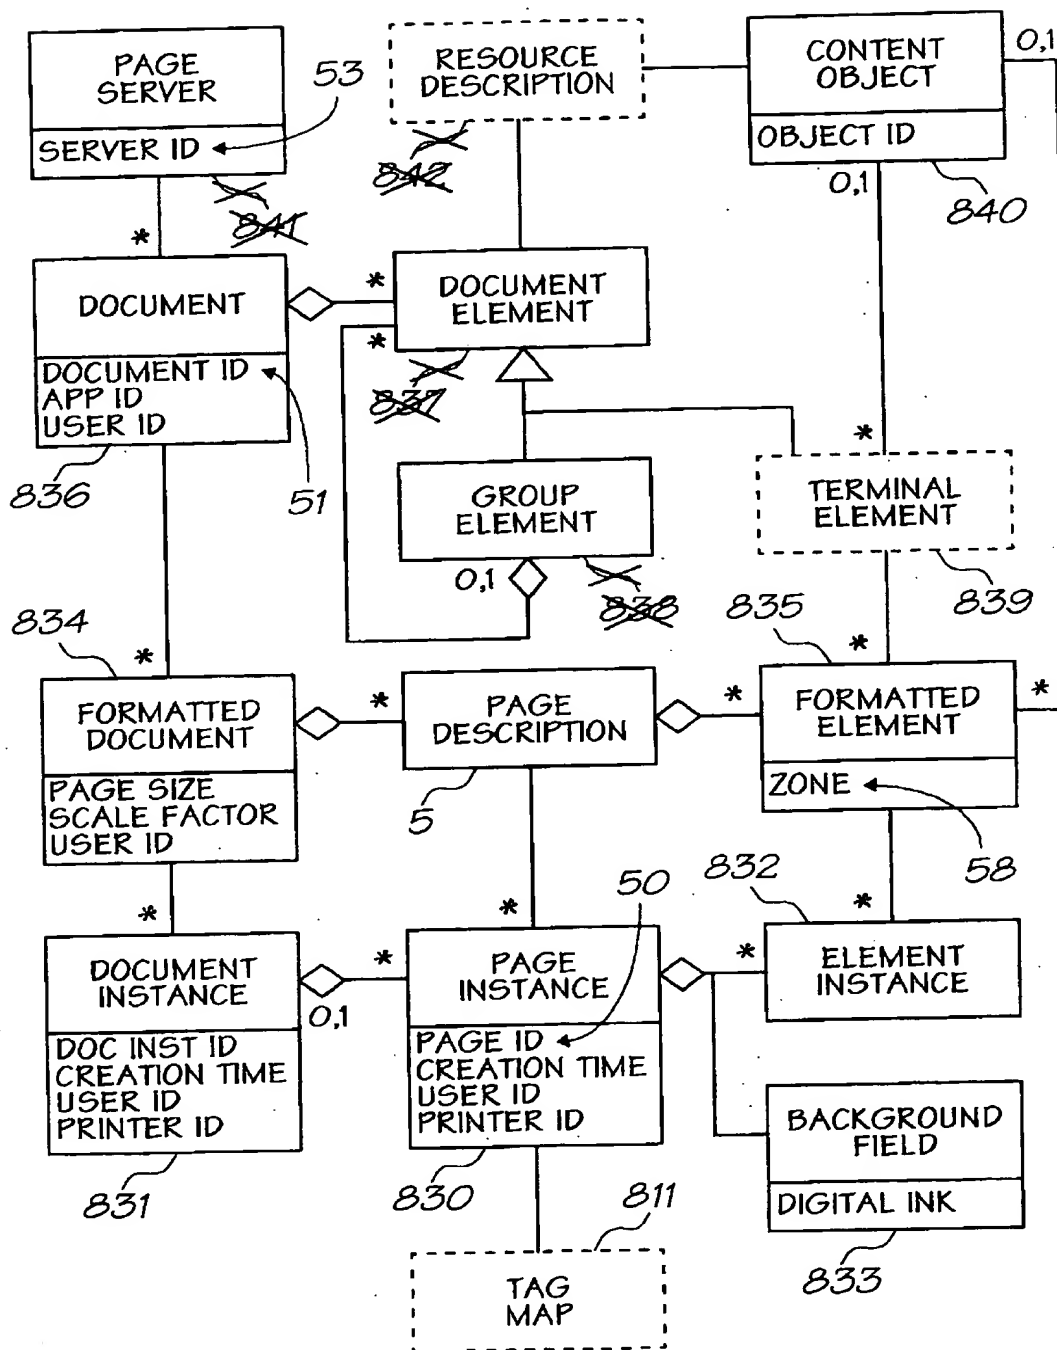 PAGE
SERVER
SERVER ID
53
841
*
RESOURCE
DESCRIPTION
842
CONTENT
OBJECT
OBJECT ID
0,1
0,1
840
DOCUMENT
DOCUMENT ID
APP ID
USER ID
836
51
*
*
DOCUMENT
ELEMENT
837
GROUP
ELEMENT
0,1
838
*
TERMINAL
ELEMENT
839
834
*
FORMATTED
DOCUMENT
PAGE SIZE
SCALE FACTOR
USER ID
*
PAGE
DESCRIPTION
5
835
*
*
*
FORMATTED
ELEMENT
ZONE
58
*
DOCUMENT
INSTANCE
0,1
DOC INST ID
CREATION TIME
USER ID
PRINTER ID
831
*
*
50
PAGE
INSTANCE
PAGE ID
CREATION TIME
USER ID
PRINTER ID
830
832
*
*
ELEMENT
INSTANCE
BACKGROUND
FIELD
DIGITAL INK
833
811
TAG
MAP